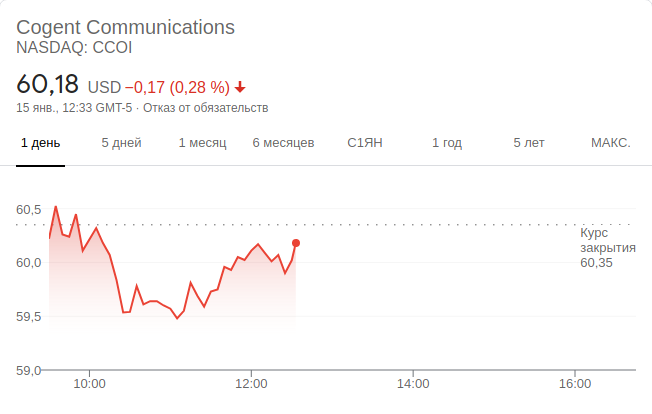 Cogent Communications
NASDAQ: CCOI
60,18 USD −0,17 (0,28 %)
15 янв., 12:33 GMT-5 · Отказ от обязательств
1 день 5 дней 1 месяц 6 месяцев С1ЯН 1 год 5 лет МАКС.
60,5
Курс
закрытия
60,35
60,0
59,5
59,0
10:00 12:00 14:00 16:00